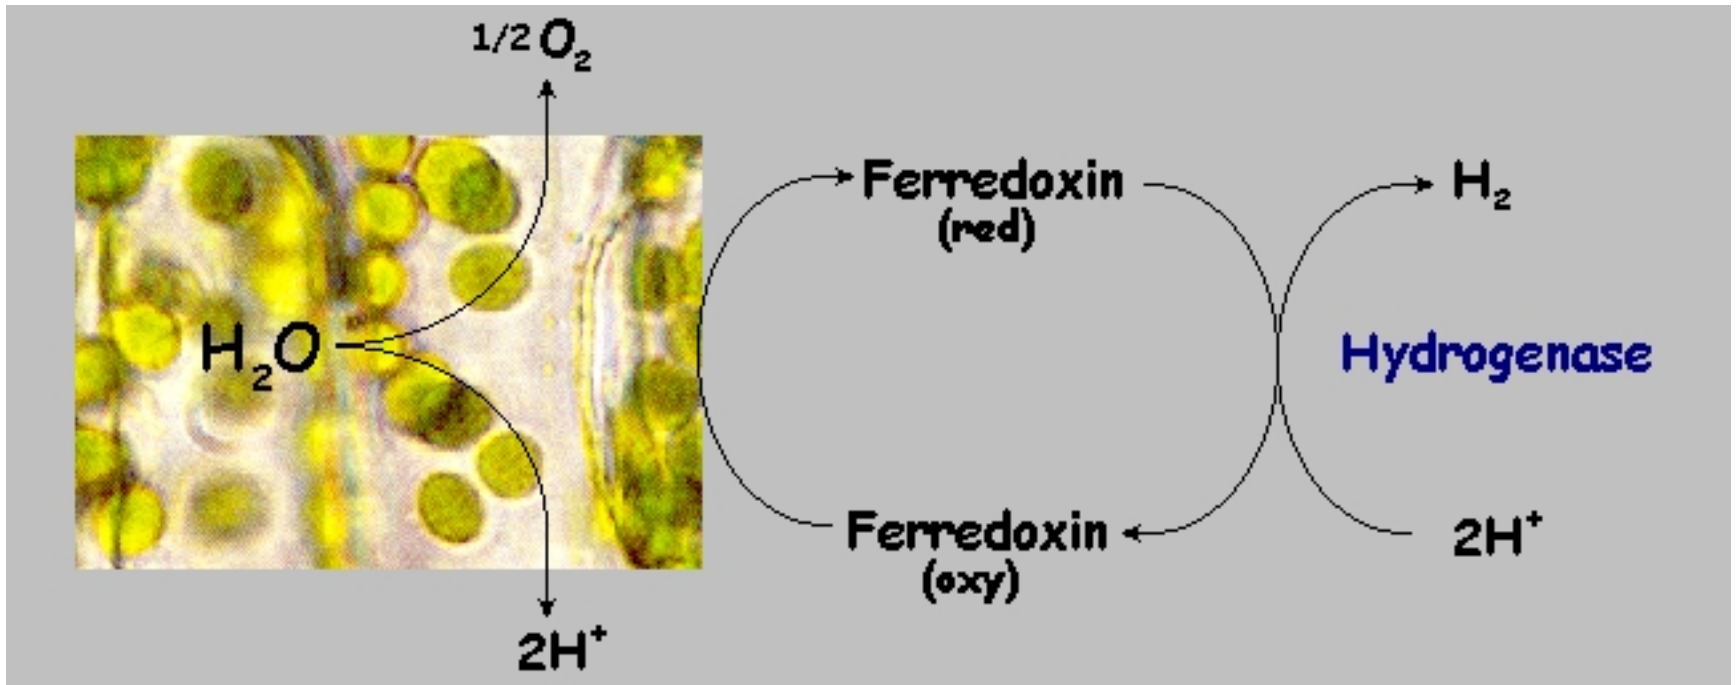 1/2 O₂
Ferredoxin
(red)
H₂
H₂O
Hydrogenase
Ferredoxin
(oxy)
2H⁺
2H⁺